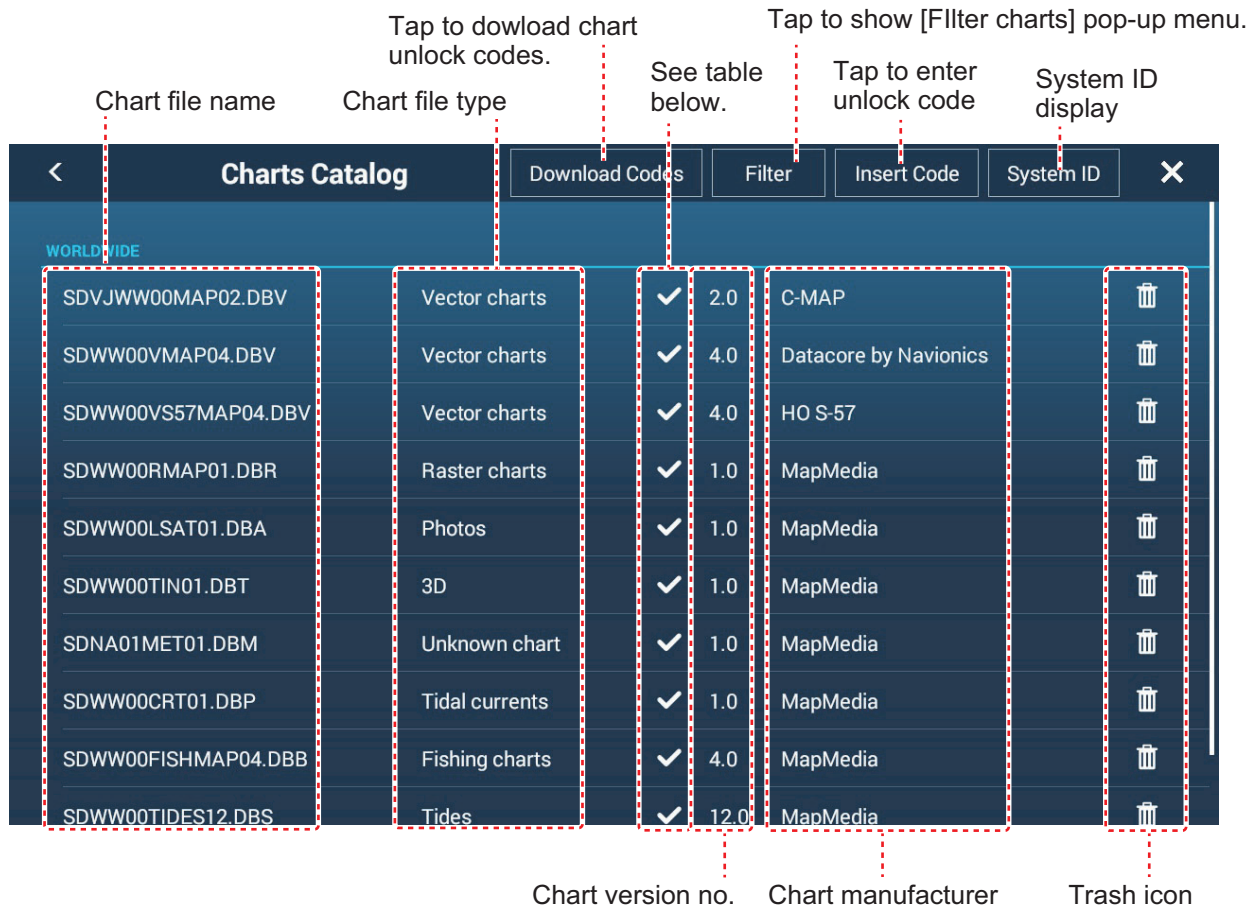 Tap to dowload chart
unlock codes.
Tap to show [FIlter charts] pop-up menu.
See table
below.
Tap to enter
unlock code
System ID
display
Chart file name
Chart file type
Charts Catalog
Download Codes
Filter
Insert Code
System ID
WORLDWIDE
SDVJWW00MAP02.DBV Vector charts 2.0 C-MAP
SDWW00VMAP04.DBV Vector charts 4.0 Datacore by Navionics
SDWW00VS57MAP04.DBV Vector charts 4.0 HO S-57
SDWW00RMAP01.DBR Raster charts 1.0 MapMedia
SDWW00LSAT01.DBA Photos 1.0 MapMedia
SDWW00TIN01.DBT 3D 1.0 MapMedia
SDNA01MET01.DBM Unknown chart 1.0 MapMedia
SDWW00CRT01.DBP Tidal currents 1.0 MapMedia
SDWW00FISHMAP04.DBB Fishing charts 4.0 MapMedia
SDWW00TIDES12.DBS Tides 12.0 MapMedia
Chart version no.
Chart manufacturer
Trash icon